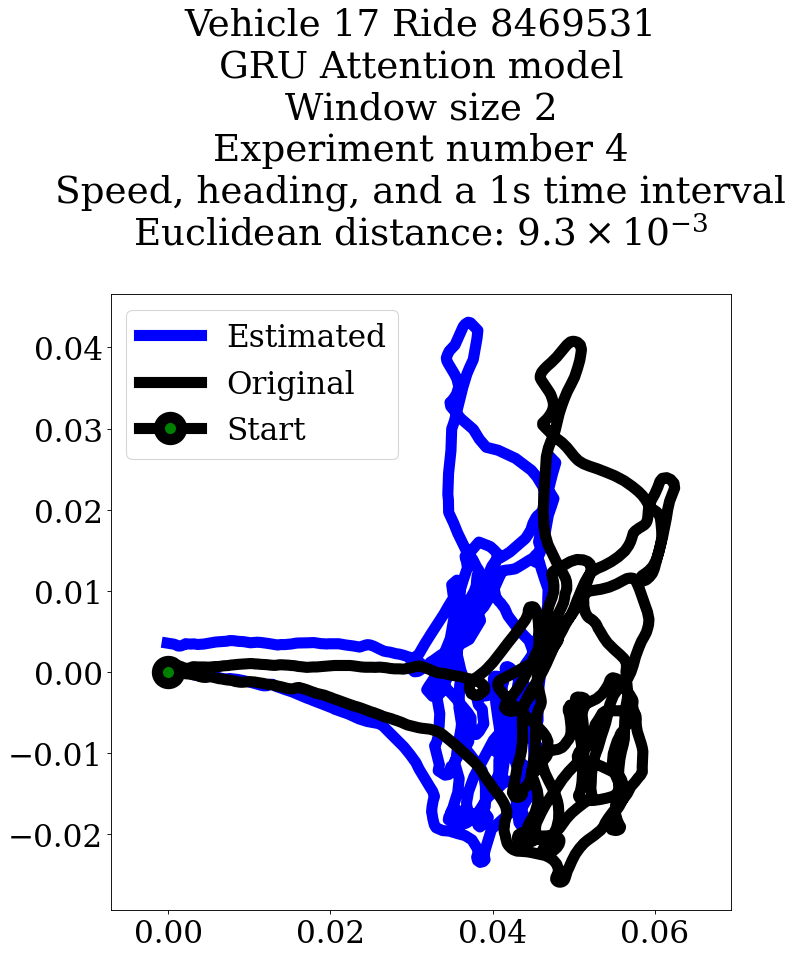 Vehicle 17 Ride 8469531
GRU Attention model
Window size 2
Experiment number 4
Speed, heading, and a 1s time interval
Euclidean distance: 9.3 × 10⁻³
Estimated
Original
Start
0.04
0.03
0.02
0.01
0.00
−0.01
−0.02
0.00 0.02 0.04 0.06